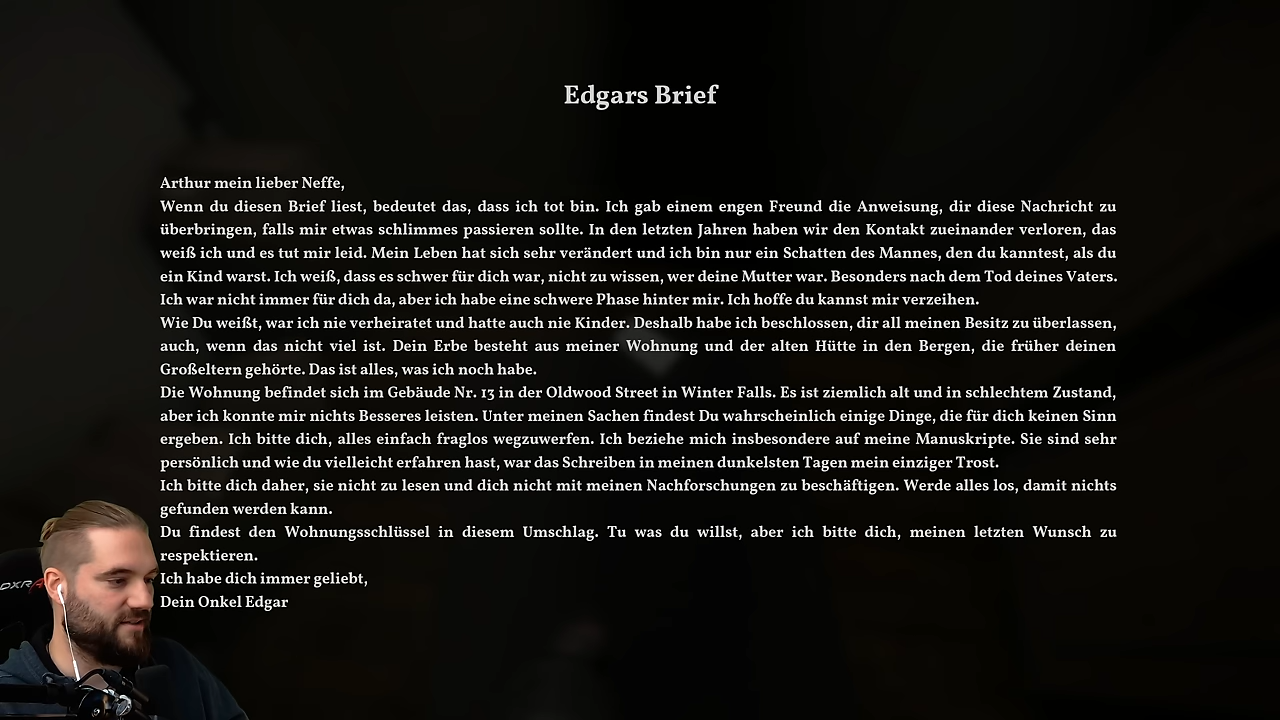 Edgars Brief
Arthur mein lieber Neffe,
Wenn du diesen Brief liest, bedeutet das, dass ich tot bin. Ich gab einem engen Freund die Anweisung, dir diese Nachricht zu
überbringen, falls mir etwas schlimmes passieren sollte. In den letzten Jahren haben wir den Kontakt zueinander verloren, das
weiß ich und es tut mir leid. Mein Leben hat sich sehr verändert und ich bin nur ein Schatten des Mannes, den du kanntest, als du
ein Kind warst. Ich weiß, dass es schwer für dich war, nicht zu wissen, wer deine Mutter war. Besonders nach dem Tod deines Vaters.
Ich war nicht immer für dich da, aber ich habe eine schwere Phase hinter mir. Ich hoffe du kannst mir verzeihen.
Wie Du weißt, war ich nie verheiratet und hatte auch nie Kinder. Deshalb habe ich beschlossen, dir all meinen Besitz zu überlassen,
auch, wenn das nicht viel ist. Dein Erbe besteht aus meiner Wohnung und der alten Hütte in den Bergen, die früher deinen
Großeltern gehörte. Das ist alles, was ich noch habe.
Die Wohnung befindet sich im Gebäude Nr. 13 in der Oldwood Street in Winter Falls. Es ist ziemlich alt und in schlechtem Zustand,
aber ich konnte mir nichts Besseres leisten. Unter meinen Sachen findest Du wahrscheinlich einige Dinge, die für dich keinen Sinn
ergeben. Ich bitte dich, alles einfach fraglos wegzuwerfen. Ich beziehe mich insbesondere auf meine Manuskripte. Sie sind sehr
persönlich und wie du vielleicht erfahren hast, war das Schreiben in meinen dunkelsten Tagen mein einziger Trost.
Ich bitte dich daher, sie nicht zu lesen und dich nicht mit meinen Nachforschungen zu beschäftigen. Werde alles los, damit nichts
gefunden werden kann.
Du findest den Wohnungsschlüssel in diesem Umschlag. Tu was du willst, aber ich bitte dich, meinen letzten Wunsch zu
respektieren.
Ich habe dich immer geliebt,
Dein Onkel Edgar
DXR